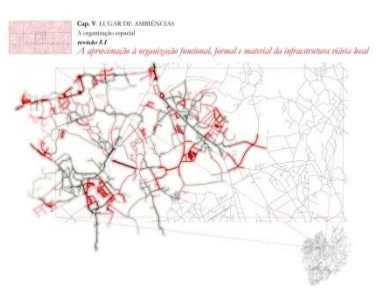 Cap. V LUGAR DE AMBIÊNCIAS
A organização espacial
revisão 5.1
A aproximação à organização funcional, formal e material da infraestrutura viária local